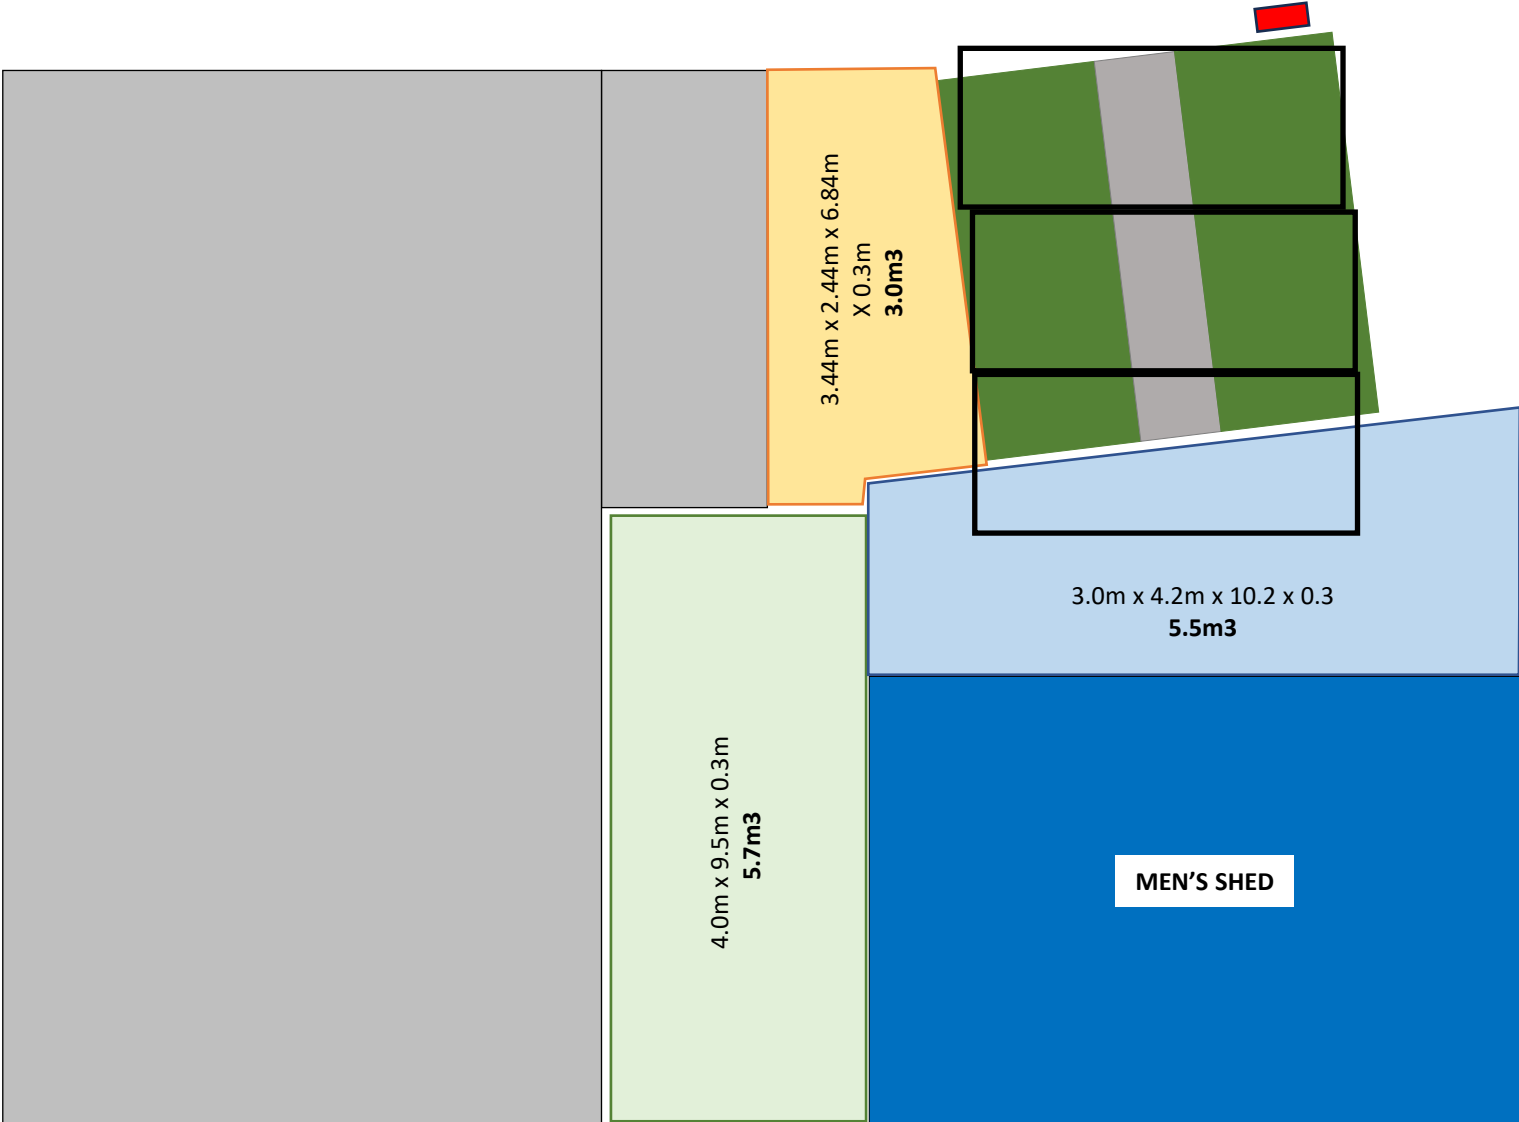 3.44m x 2.44m x 6.84m
X 0.3m
3.0m3
3.0m x 4.2m x 10.2 x 0.3
5.5m3
4.0m x 9.5m x 0.3m
5.7m3
MEN’S SHED